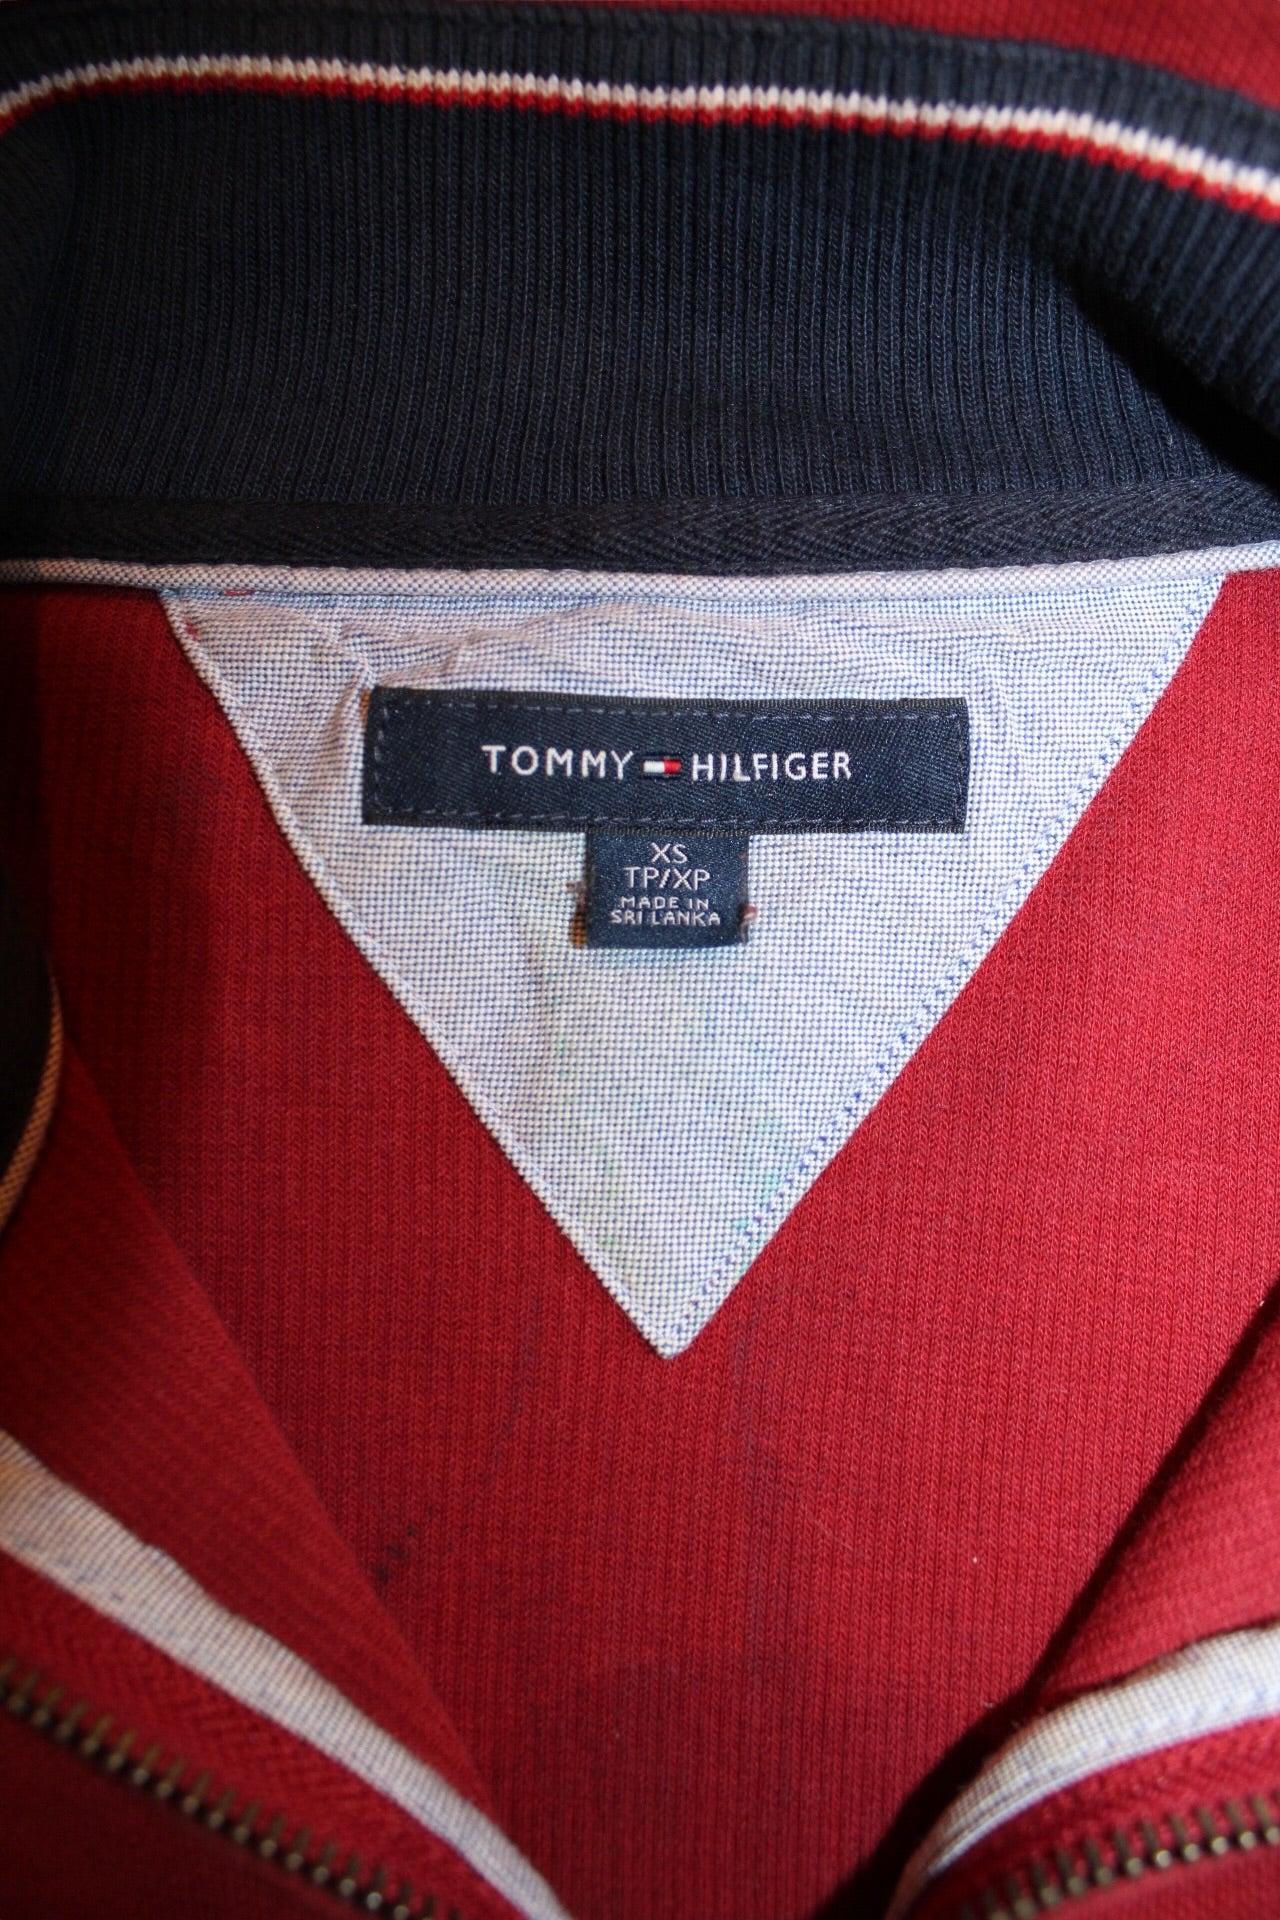 TOMMY HILFIGER
XS
TP/XP
MADE IN
SRI LANKA